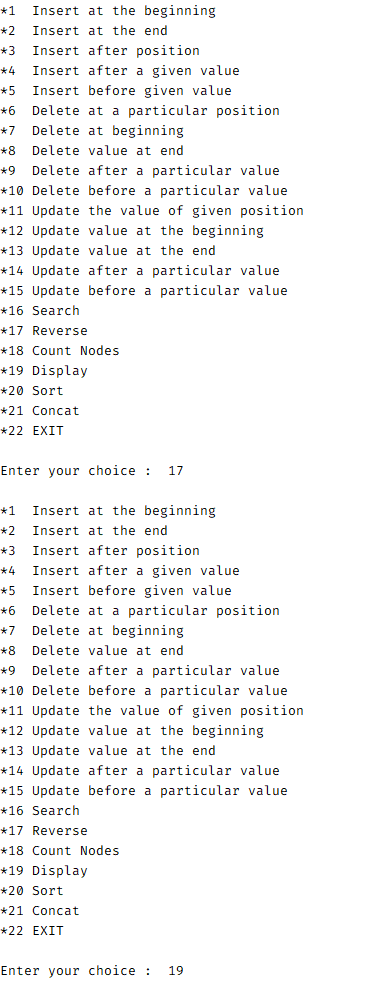 *1  Insert at the beginning
*2  Insert at the end
*3  Insert after position
*4  Insert after a given value
*5  Insert before given value
*6  Delete at a particular position
*7  Delete at beginning
*8  Delete value at end
*9  Delete after a particular value
*10 Delete before a particular value
*11 Update the value of given position
*12 Update value at the beginning
*13 Update value at the end
*14 Update after a particular value
*15 Update before a particular value
*16 Search
*17 Reverse
*18 Count Nodes
*19 Display
*20 Sort
*21 Concat
*22 EXIT

Enter your choice :  17

*1  Insert at the beginning
*2  Insert at the end
*3  Insert after position
*4  Insert after a given value
*5  Insert before given value
*6  Delete at a particular position
*7  Delete at beginning
*8  Delete value at end
*9  Delete after a particular value
*10 Delete before a particular value
*11 Update the value of given position
*12 Update value at the beginning
*13 Update value at the end
*14 Update after a particular value
*15 Update before a particular value
*16 Search
*17 Reverse
*18 Count Nodes
*19 Display
*20 Sort
*21 Concat
*22 EXIT

Enter your choice :  19